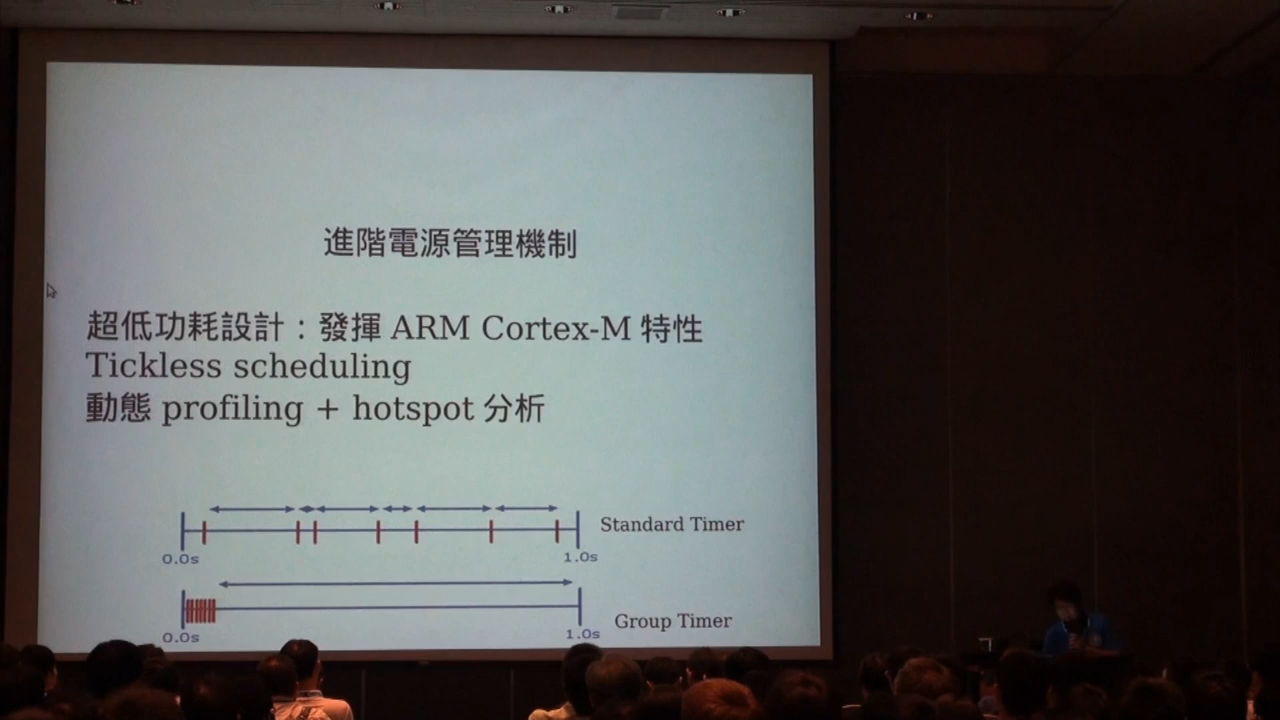 進階電源管理機制
超低功耗設計：發揮 ARM Cortex-M 特性
Tickless scheduling
動態 profiling + hotspot 分析
Standard Timer
0.0s
1.0s
Group Timer
0.0s
1.0s